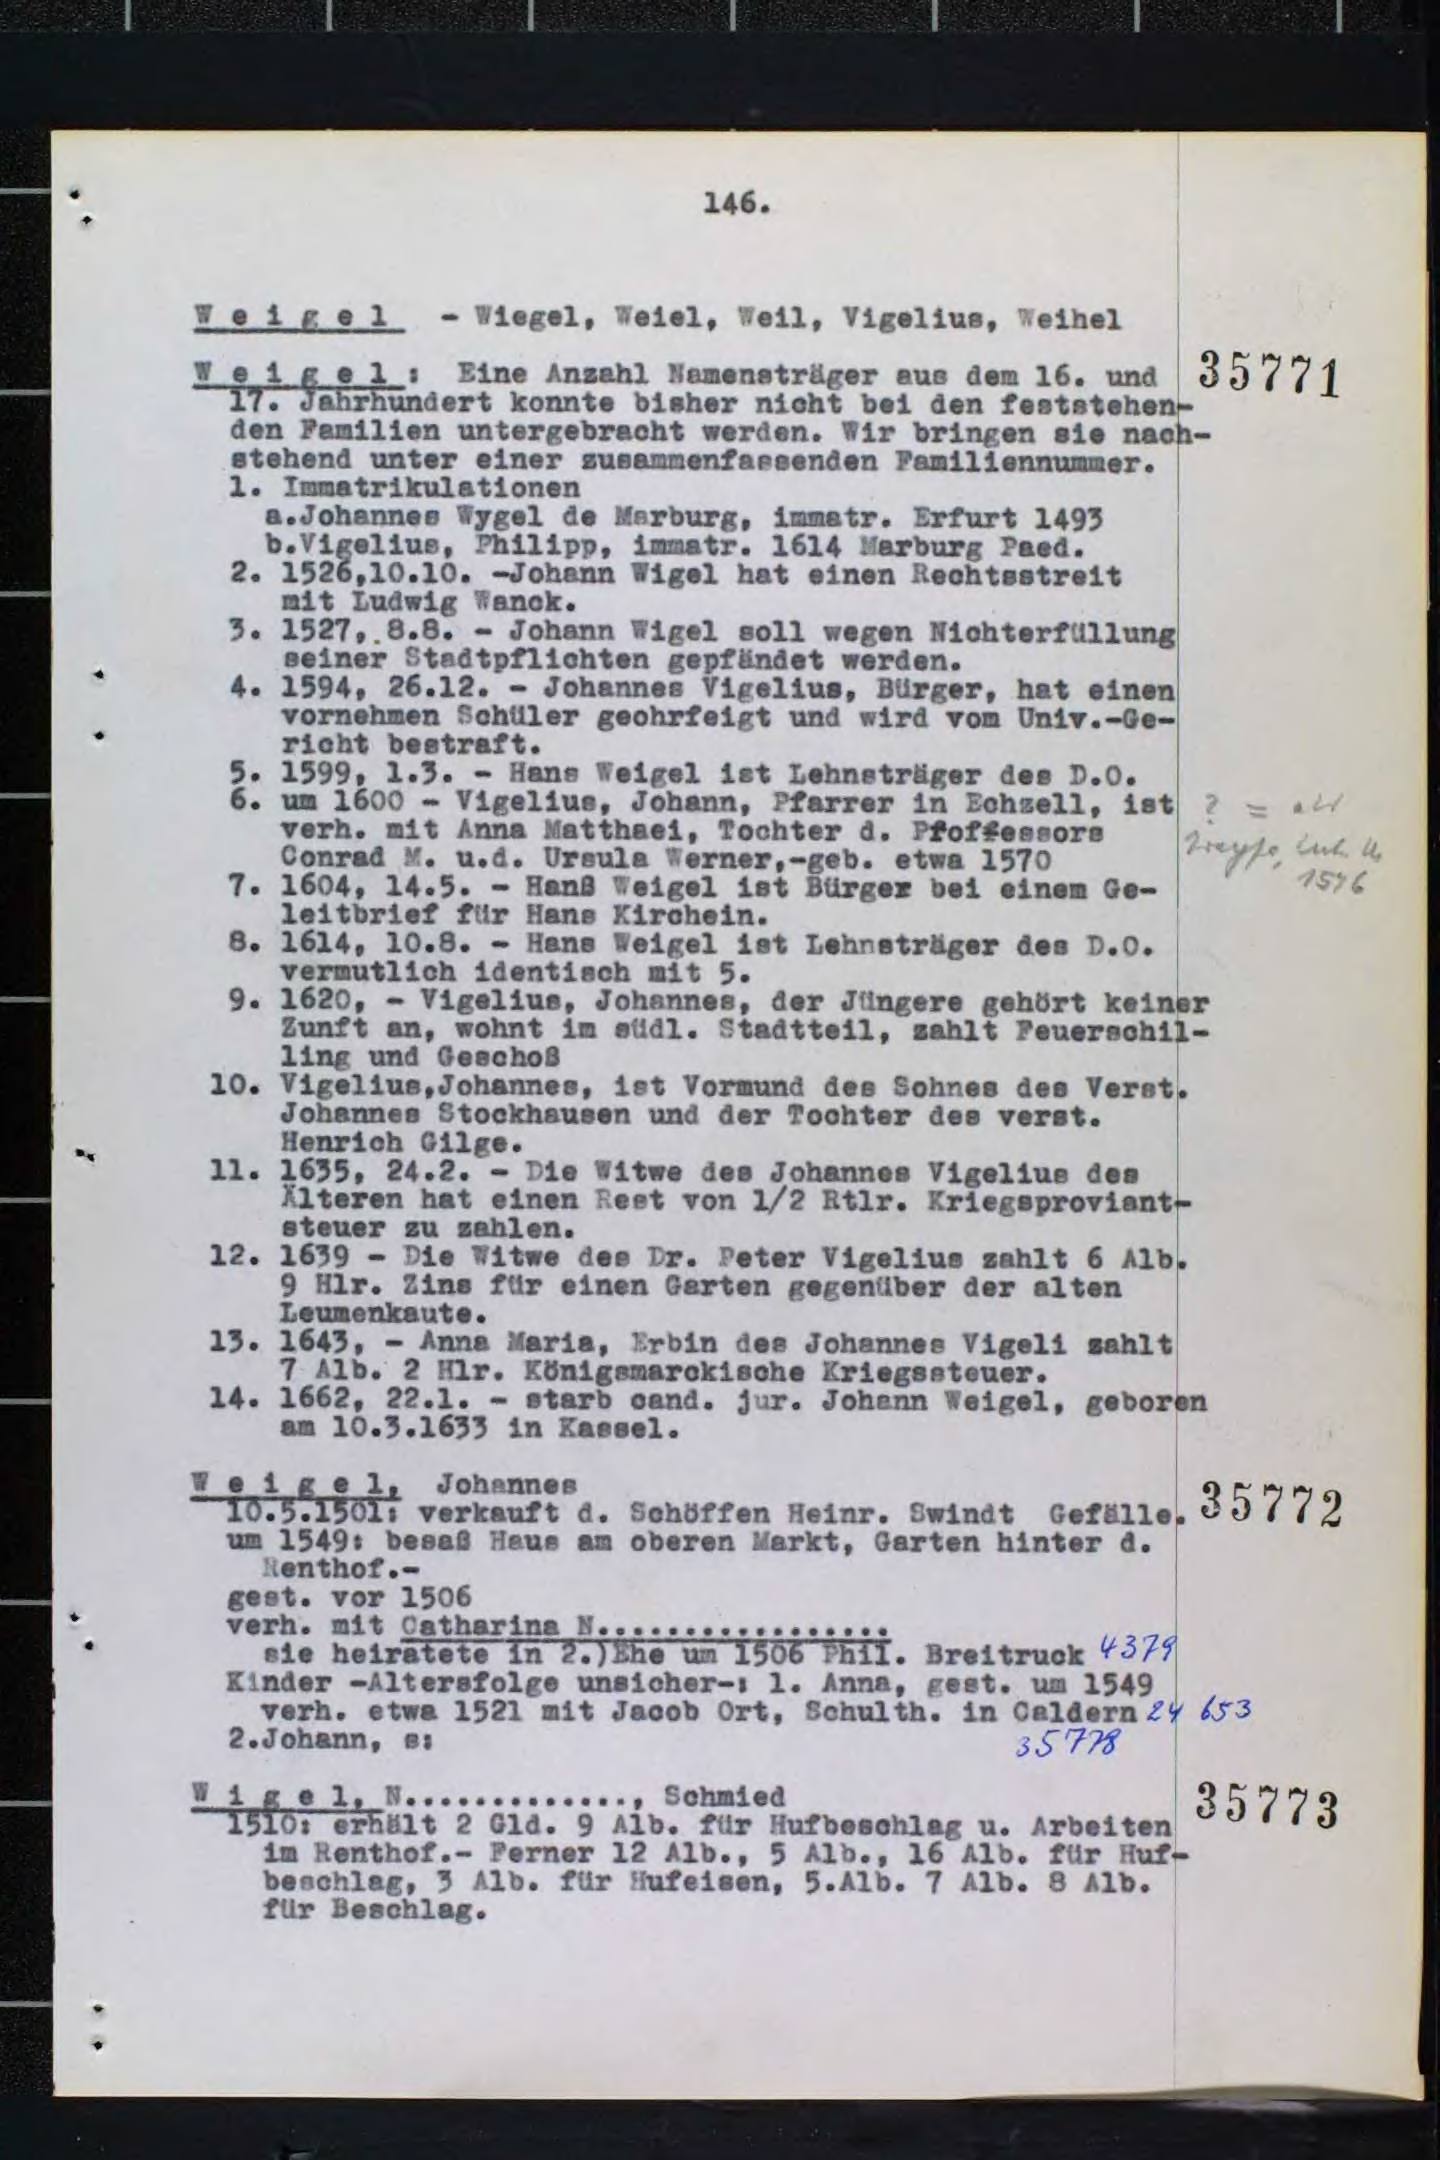 146.
W e i g e l - Wiegel, Weiel, Weil, Vigelius, Weihel
W e i g e l : Eine Anzahl Namensträger aus dem 16. und 35771
17. Jahrhundert konnte bisher nicht bei den feststehen-
den Familien untergebracht werden. Wir bringen sie nach-
stehend unter einer zusammenfassenden Familiennummer.
1. Immatrikulationen
a.Johannes Wygel de Marburg, immatr. Erfurt 1493
b.Vigelius, Philipp, immatr. 1614 Marburg Paed.
2. 1526,10.10. -Johann Wigel hat einen Rechtsstreit
mit Ludwig Wanck.
3. 1527, 8.8. - Johann Wigel soll wegen Nichterfüllung
seiner Stadtpflichten gepfändet werden.
4. 1594, 26.12. - Johannes Vigelius, Bürger, hat einen
vornehmen Schüler geohrfeigt und wird vom Univ.-Ge-
richt bestraft.
5. 1599, 1.3. - Hans Weigel ist Lehnsträger des D.O.
6. um 1600 - Vigelius, Johann, Pfarrer in Echzell, ist ? =
verh. mit Anna Matthaei, Tochter d. Pfoffessors
Conrad M. u.d. Ursula Werner,-geb. etwa 1570 1576
7. 1604, 14.5. - Hanß Weigel ist Bürger bei einem Ge-
leitbrief für Hans Kirchein.
8. 1614, 10.8. - Hans Weigel ist Lehnsträger des D.O.
vermutlich identisch mit 5.
9. 1620, - Vigelius, Johannes, der Jüngere gehört keiner
Zunft an, wohnt im südl. Stadtteil, zahlt Feuerschil-
ling und Geschoß
10. Vigelius,Johannes, ist Vormund des Sohnes des Verst.
Johannes Stockhausen und der Tochter des verst.
Henrich Gilge.
11. 1635, 24.2. - Die Witwe des Johannes Vigelius des
Älteren hat einen Rest von 1/2 Rtlr. Kriegsproviant-
steuer zu zahlen.
12. 1639 - Die Witwe des Dr. Peter Vigelius zahlt 6 Alb.
9 Hlr. Zins für einen Garten gegenüber der alten
Leumenkaute.
13. 1643, - Anna Maria, Erbin des Johannes Vigeli zahlt
7 Alb. 2 Hlr. Königsmarckische Kriegssteuer.
14. 1662, 22.1. - starb cand. jur. Johann Weigel, geboren
am 10.3.1633 in Kassel.
W e i g e l, Johannes
10.5.1501: verkauft d. Schöffen Heinr. Swindt Gefälle. 35772
um 1549: besaß Haus am oberen Markt, Garten hinter d.
Renthof.-
gest. vor 1506
verh. mit Catharina N.................
sie heiratete in 2.)Ehe um 1506 Phil. Breitruck 4379
Kinder -Altersfolge unsicher-: 1. Anna, gest. um 1549
verh. etwa 1521 mit Jacob Ort, Schulth. in Caldern 24 653
2.Johann, s: 35778
W i g e l, N............., Schmied 35773
1510: erhält 2 Gld. 9 Alb. für Hufbeschlag u. Arbeiten
im Renthof.- Ferner 12 Alb., 5 Alb., 16 Alb. für Huf-
beschlag, 3 Alb. für Hufeisen, 5.Alb. 7 Alb. 8 Alb.
für Beschlag.